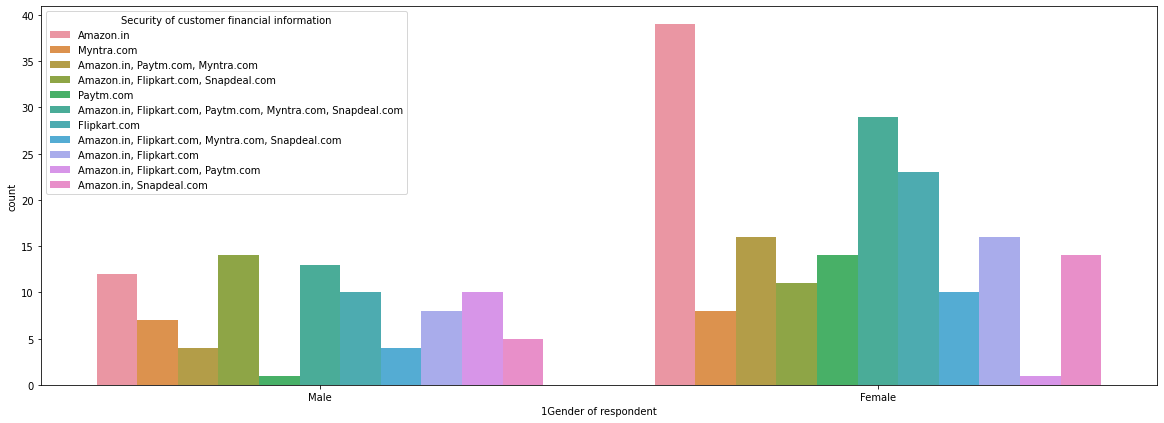 Security of customer financial information
Amazon.in
Myntra.com
Amazon.in, Paytm.com, Myntra.com
Amazon.in, Flipkart.com, Snapdeal.com
Paytm.com
Amazon.in, Flipkart.com, Paytm.com, Myntra.com, Snapdeal.com
Flipkart.com
Amazon.in, Flipkart.com, Myntra.com, Snapdeal.com
Amazon.in, Flipkart.com
Amazon.in, Flipkart.com, Paytm.com
Amazon.in, Snapdeal.com
40
35
30
25
20
15
10
5
0
count
Male
Female
1Gender of respondent